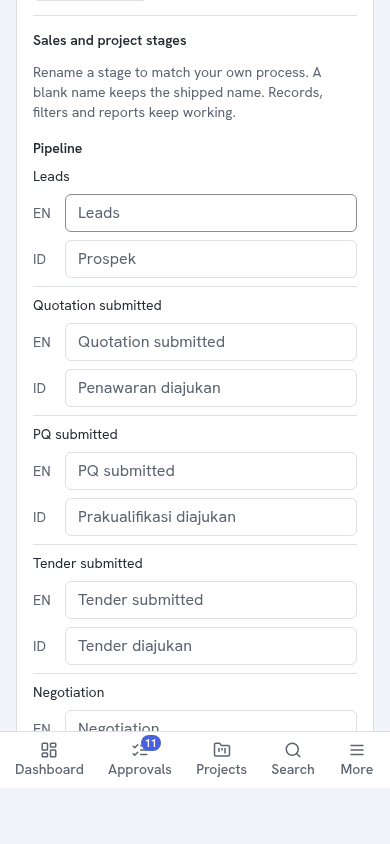 Sales and project stages
Rename a stage to match your own process. A
blank name keeps the shipped name. Records,
filters and reports keep working.
Pipeline
Leads
EN Leads
ID Prospek
Quotation submitted
EN Quotation submitted
ID Penawaran diajukan
PQ submitted
EN PQ submitted
ID Prakualifikasi diajukan
Tender submitted
EN Tender submitted
ID Tender diajukan
Negotiation
EN Negotiation
11
Dashboard Approvals Projects Search More